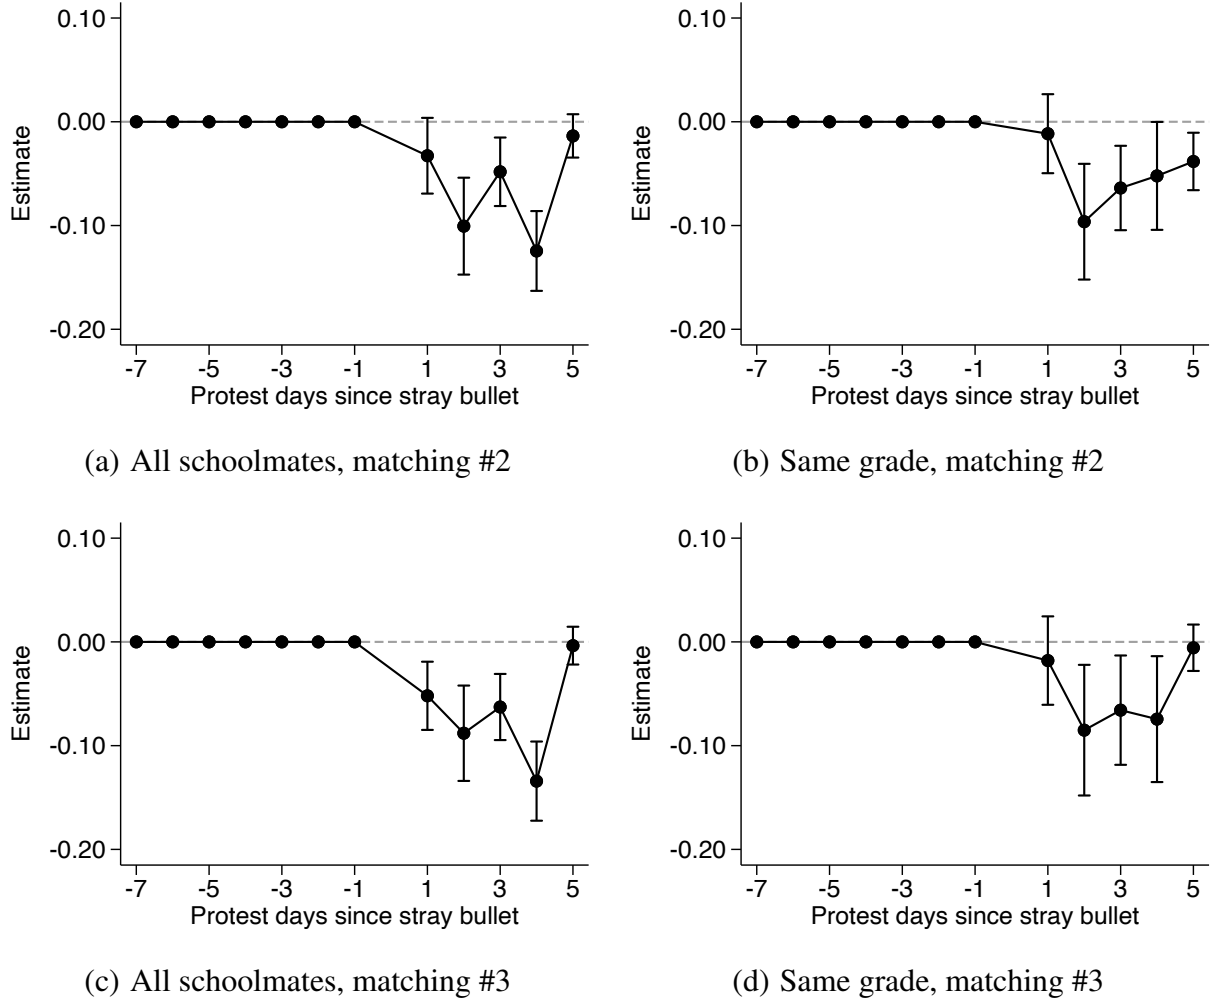 0.10
0.00
-0.10
-0.20
Estimate
-7 -5 -3 -1 1 3 5
Protest days since stray bullet
(a) All schoolmates, matching #2
0.10
0.00
-0.10
-0.20
Estimate
-7 -5 -3 -1 1 3 5
Protest days since stray bullet
(b) Same grade, matching #2
0.10
0.00
-0.10
-0.20
Estimate
-7 -5 -3 -1 1 3 5
Protest days since stray bullet
(c) All schoolmates, matching #3
0.10
0.00
-0.10
-0.20
Estimate
-7 -5 -3 -1 1 3 5
Protest days since stray bullet
(d) Same grade, matching #3